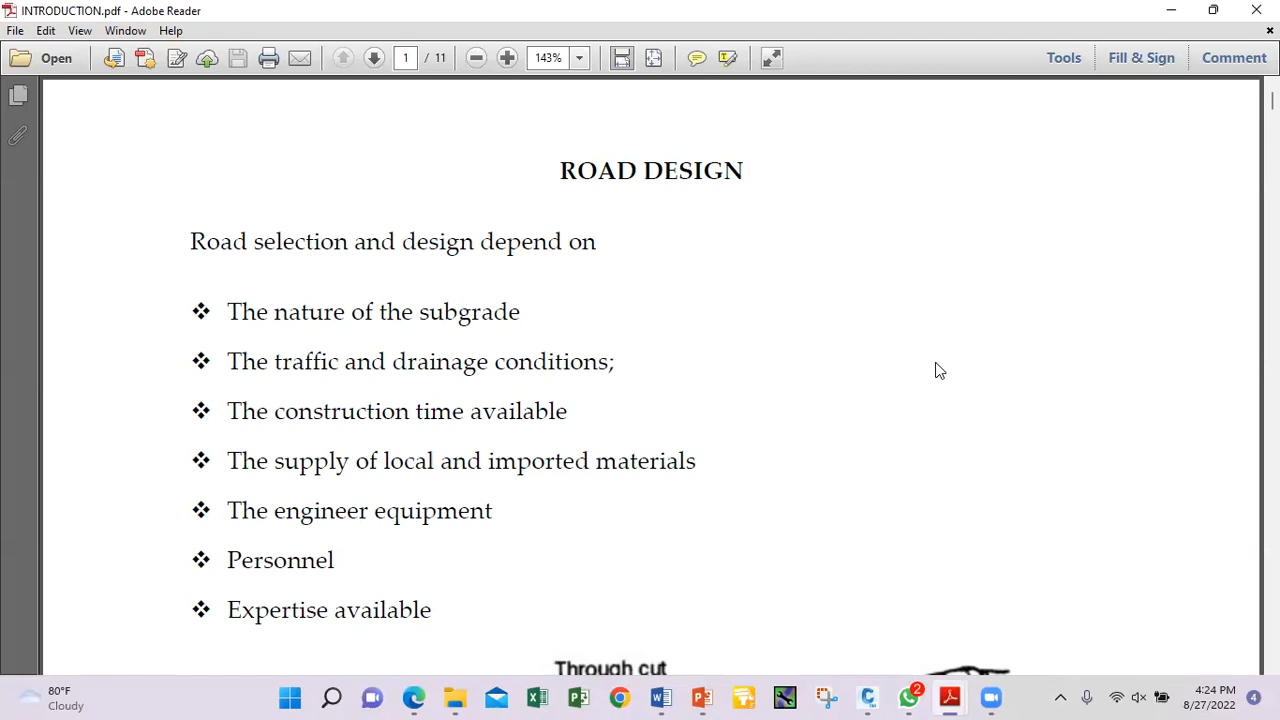 INTRODUCTION.pdf - Adobe Reader
File Edit View Window Help
Open 1 / 11 143% Tools Fill & Sign Comment
ROAD DESIGN
Road selection and design depend on
❖ The nature of the subgrade
❖ The traffic and drainage conditions;
❖ The construction time available
❖ The supply of local and imported materials
❖ The engineer equipment
❖ Personnel
❖ Expertise available
Through cut
80°F
Cloudy
2
4:24 PM
8/27/2022
4